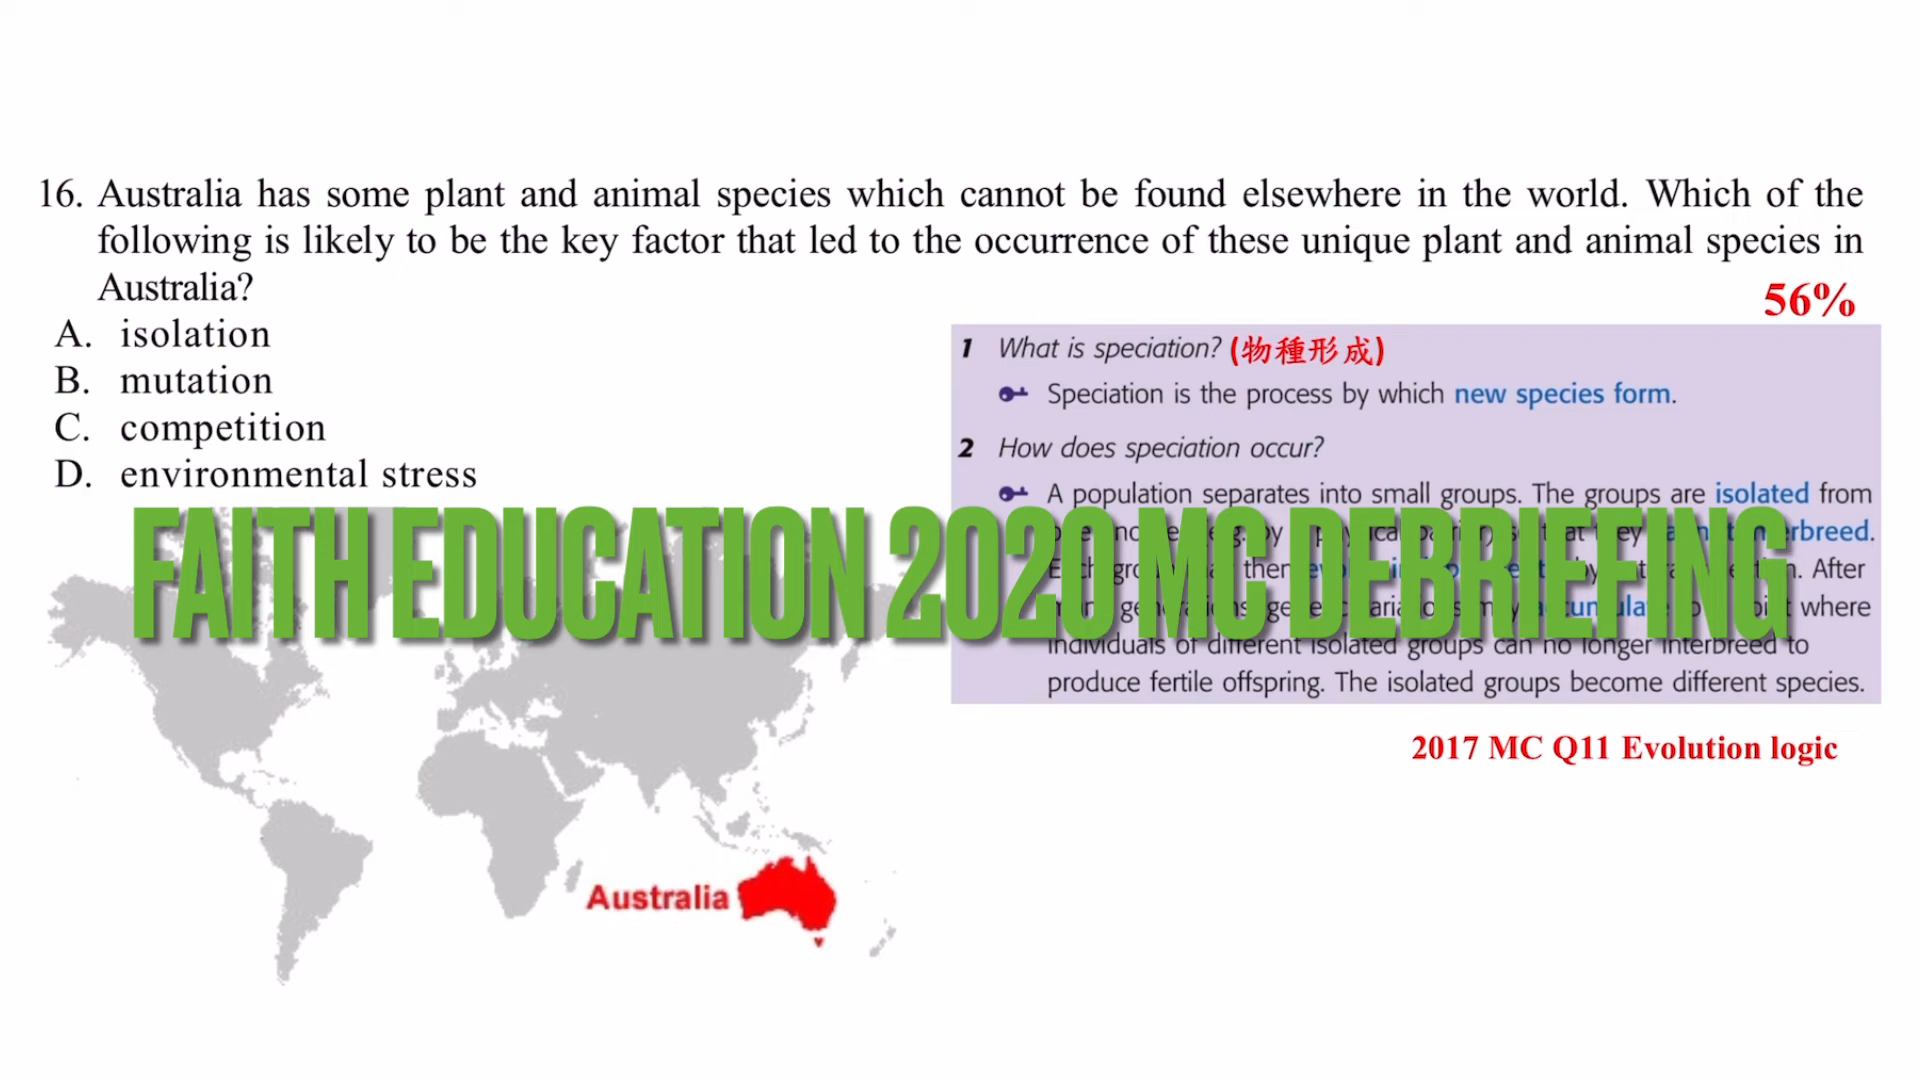 16. Australia has some plant and animal species which cannot be found elsewhere in the world. Which of the
following is likely to be the key factor that led to the occurrence of these unique plant and animal species in
Australia?
56%
A. isolation
B. mutation
C. competition
D. environmental stress
1 What is speciation? (物種形成)
Speciation is the process by which new species form.
2 How does speciation occur?
A population separates into small groups. The groups are isolated from
FAITH EDUCATION 2020 MC DEBRIEFING
then
After
where
individuals of different isolated groups can no longer interbreed to
produce fertile offspring. The isolated groups become different species.
2017 MC Q11 Evolution logic
Australia